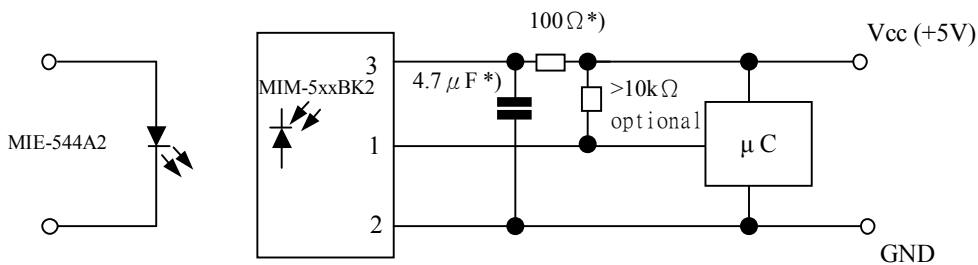 100Ω*)
Vcc (+5V)
3
4.7μF*)
MIM-5xxBK2
>10kΩ
optional
MIE-544A2
1
μC
2
GND